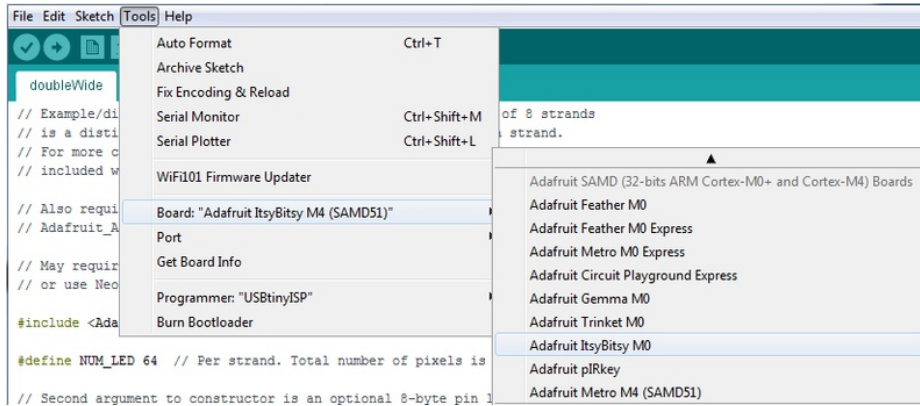 File Edit Sketch Tools Help
Auto Format Ctrl+T
Archive Sketch
Fix Encoding & Reload
Serial Monitor Ctrl+Shift+M
Serial Plotter Ctrl+Shift+L
WiFi101 Firmware Updater
Board: "Adafruit ItsyBitsy M4 (SAMD51)"
Port
Get Board Info
Programmer: "USBtinyISP"
Burn Bootloader
Adafruit SAMD (32-bits ARM Cortex-M0+ and Cortex-M4) Boards
Adafruit Feather M0
Adafruit Feather M0 Express
Adafruit Metro M0 Express
Adafruit Circuit Playground Express
Adafruit Gemma M0
Adafruit Trinket M0
Adafruit ItsyBitsy M0
Adafruit pIRkey
Adafruit Metro M4 (SAMD51)
doubleWide
// Example/di of 8 strands
// is a disti strand.
// For more c
// included w
// Also requi
// Adafruit_A
// May requir
// or use Neo
#include <Ada
#define NUM_LED 64 // Per strand. Total number of pixels is
// Second argument to constructor is an optional 8-byte pin l